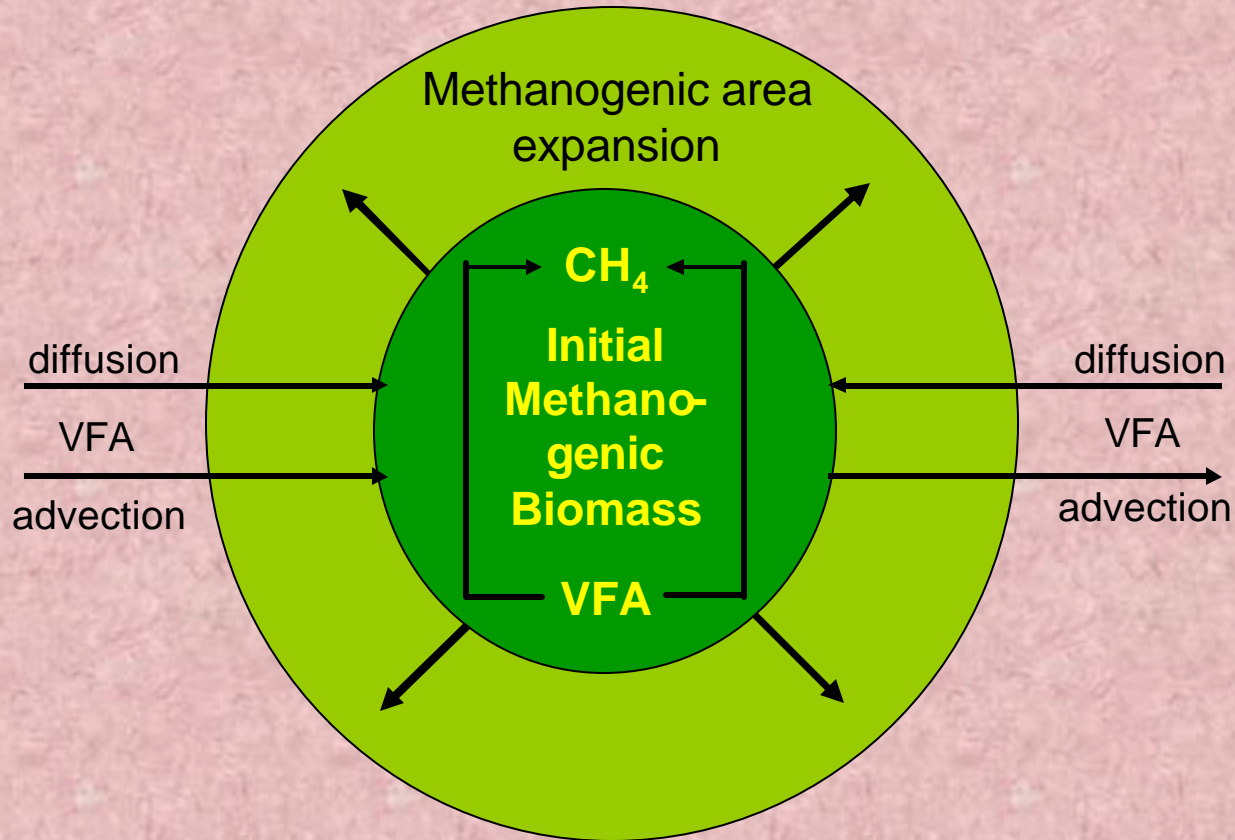 Methanogenic area
expansion
CH₄
Initial
Methano-
genic
Biomass
VFA
diffusion
VFA
advection
diffusion
VFA
advection